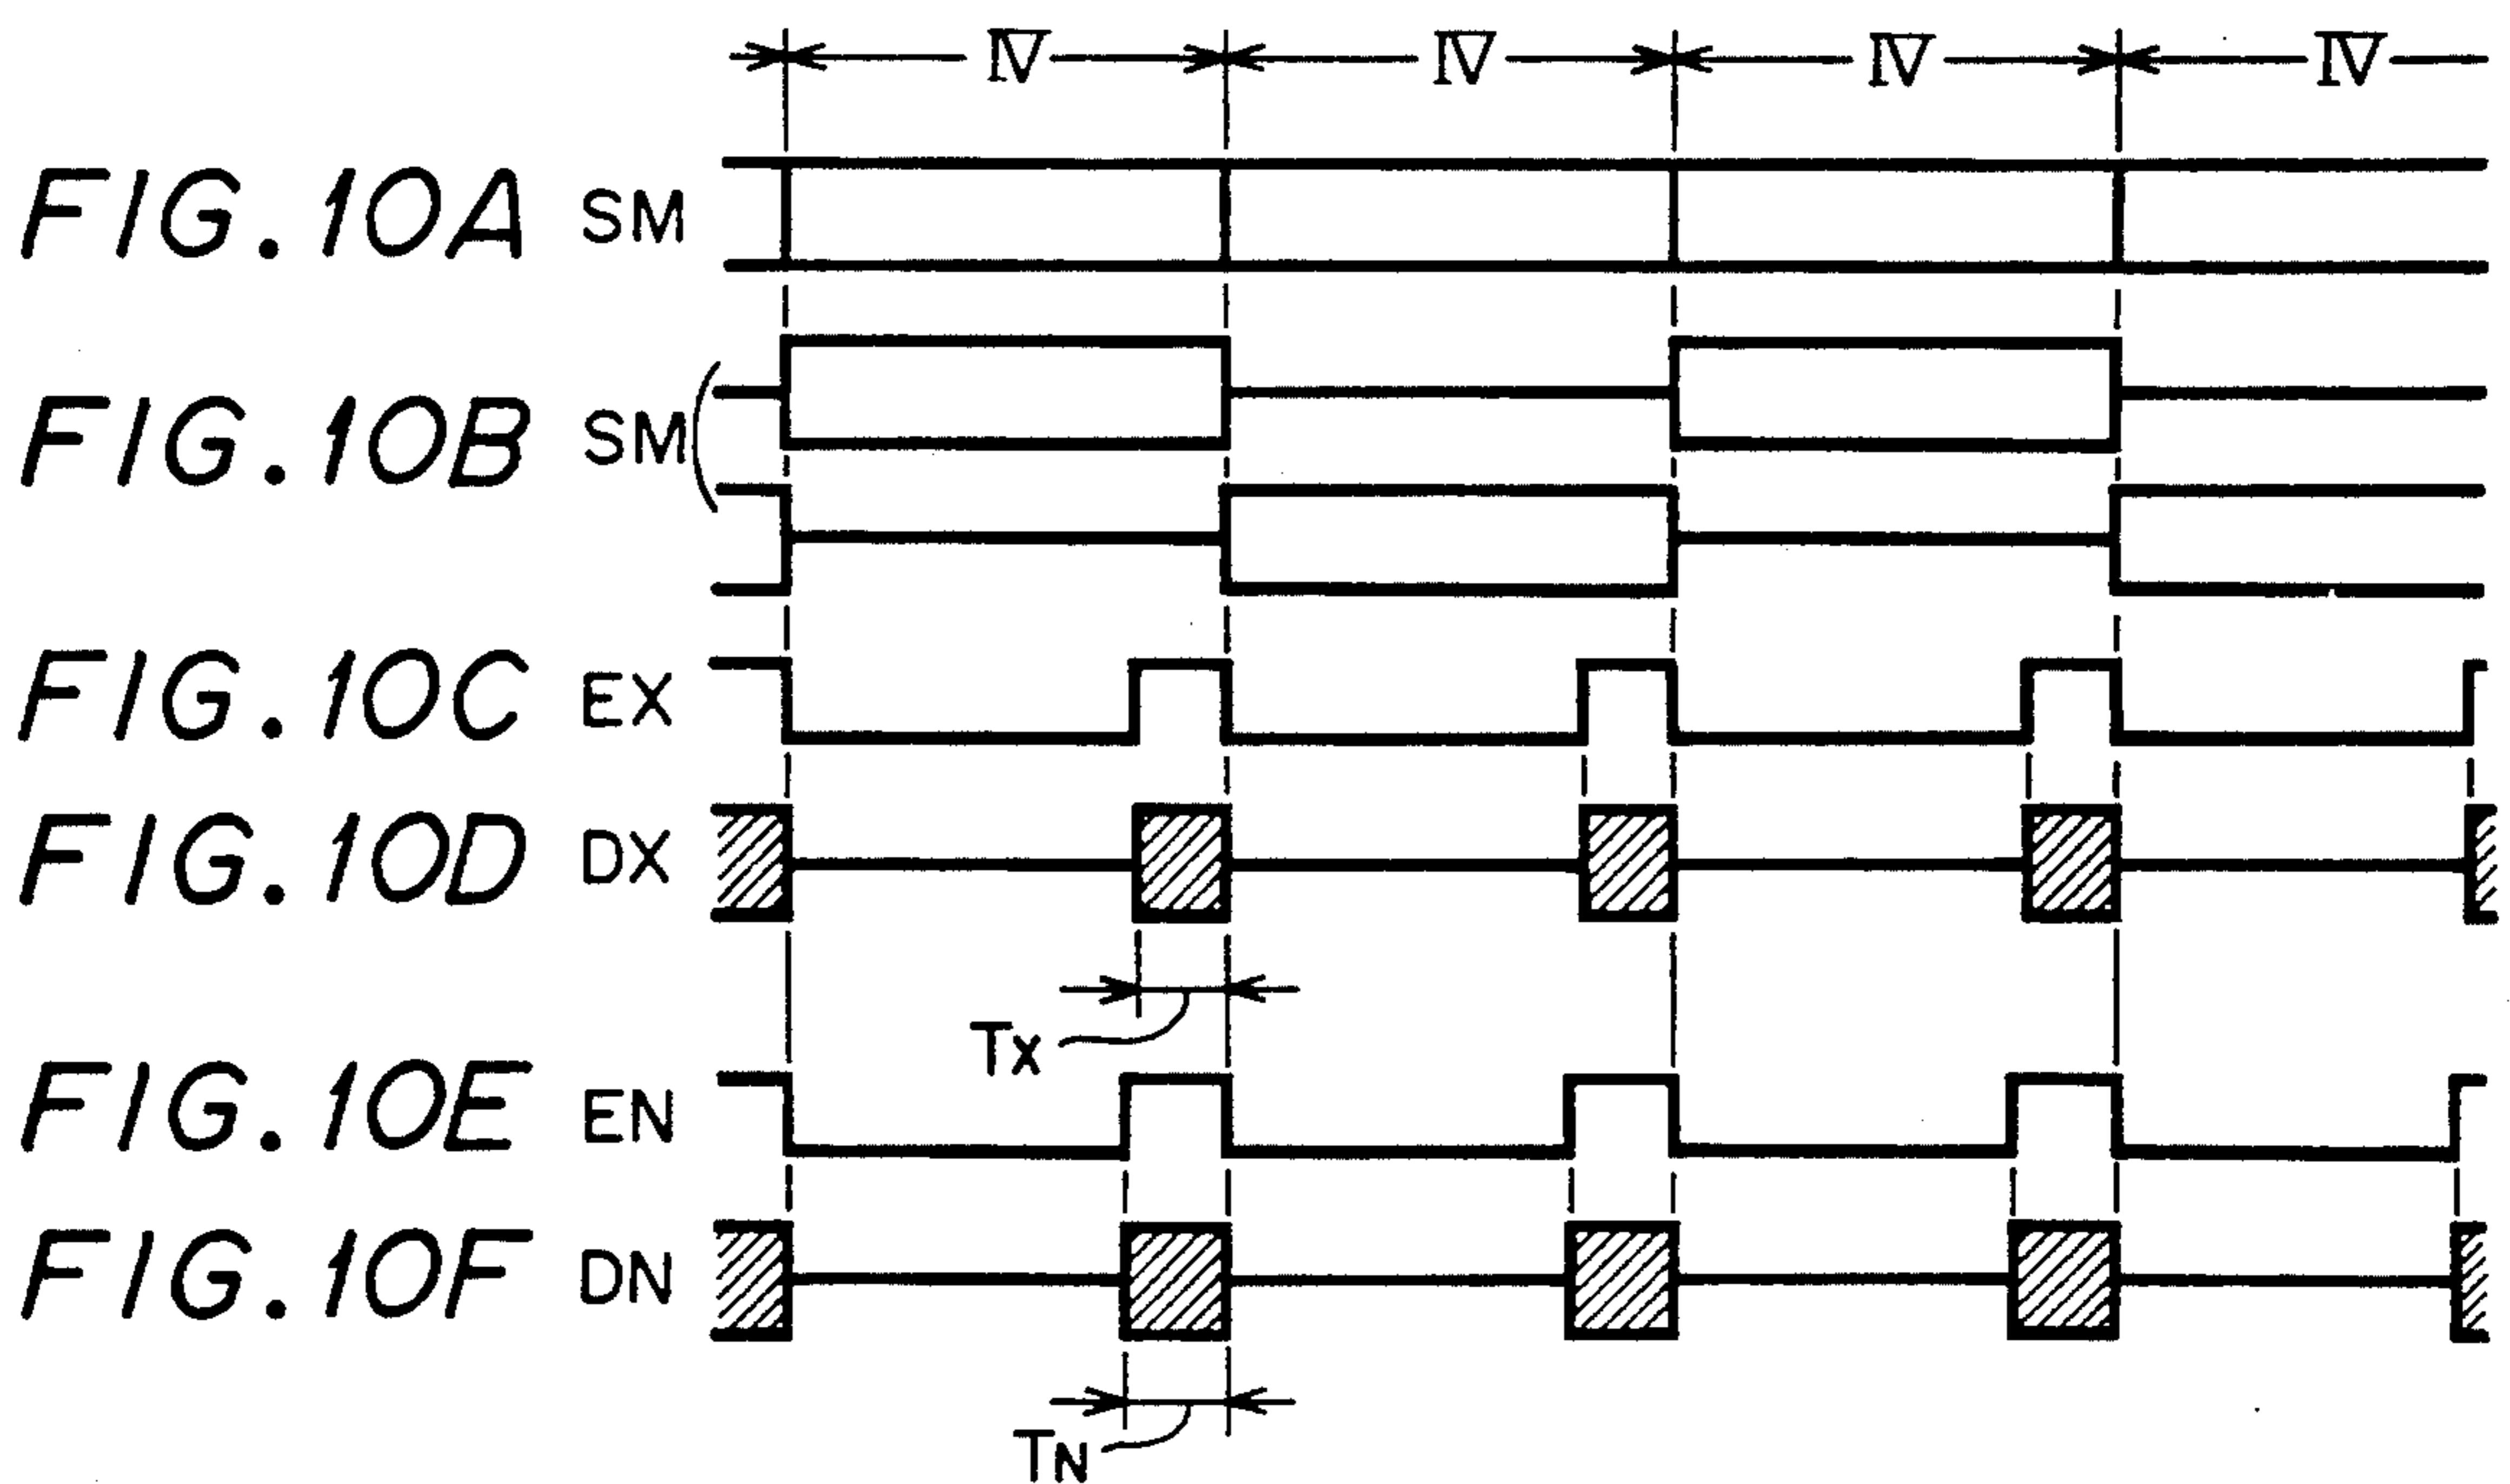 IV IV IV IV
FIG. 10A SM
FIG. 10B SM
FIG. 10C EX
FIG. 10D DX
Tx
FIG. 10E EN
FIG. 10F DN
TN